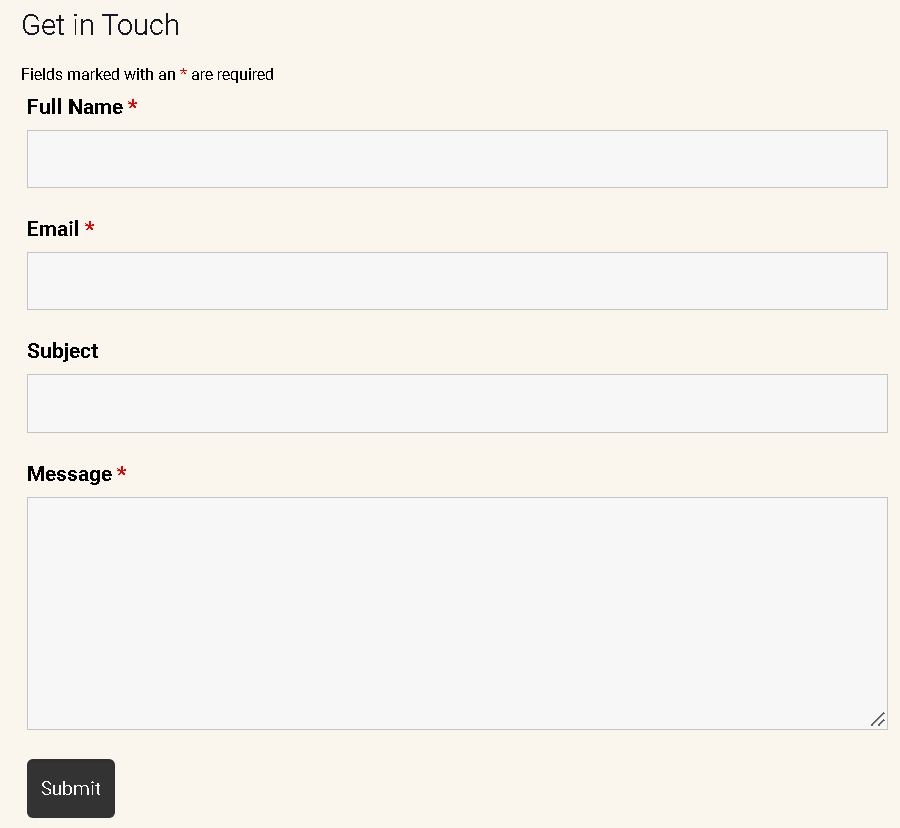 Get in Touch
Fields marked with an * are required
Full Name *
Email *
Subject
Message *
Submit